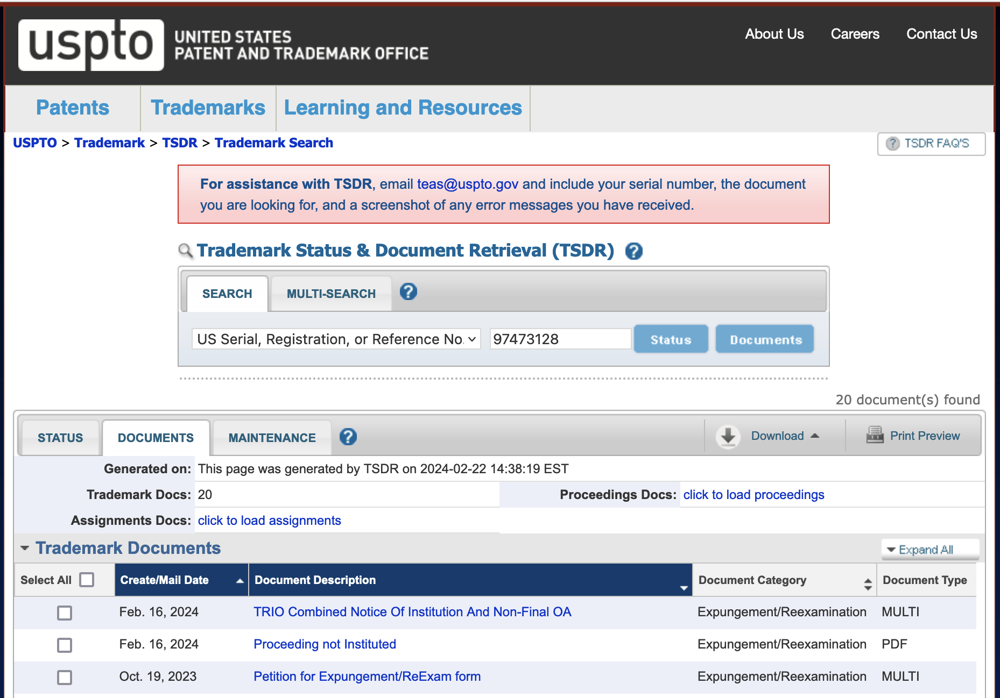 uspto UNITED STATES
PATENT AND TRADEMARK OFFICE
About Us Careers Contact Us
Patents Trademarks Learning and Resources
USPTO > Trademark > TSDR > Trademark Search
? TSDR FAQ'S
For assistance with TSDR, email teas@uspto.gov and include your serial number, the document
you are looking for, and a screenshot of any error messages you have received.
Trademark Status & Document Retrieval (TSDR) ?
SEARCH MULTI-SEARCH ?
US Serial, Registration, or Reference No. 97473128 Status Documents
20 document(s) found
STATUS DOCUMENTS MAINTENANCE ? Download Print Preview
Generated on: This page was generated by TSDR on 2024-02-22 14:38:19 EST
Trademark Docs: 20 Proceedings Docs: click to load proceedings
Assignments Docs: click to load assignments
Trademark Documents Expand All
Select All Create/Mail Date Document Description Document Category Document Type
Feb. 16, 2024 TRIO Combined Notice Of Institution And Non-Final OA Expungement/Reexamination MULTI
Feb. 16, 2024 Proceeding not Instituted Expungement/Reexamination PDF
Oct. 19, 2023 Petition for Expungement/ReExam form Expungement/Reexamination MULTI